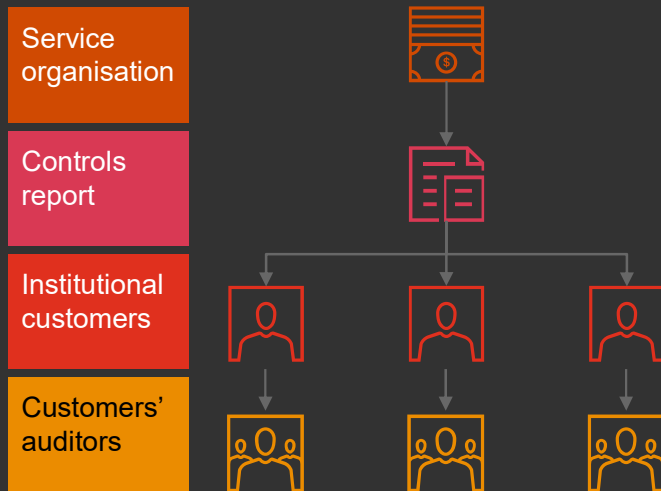 Service
organisation
$
Controls
report
Institutional
customers
Customers’
auditors